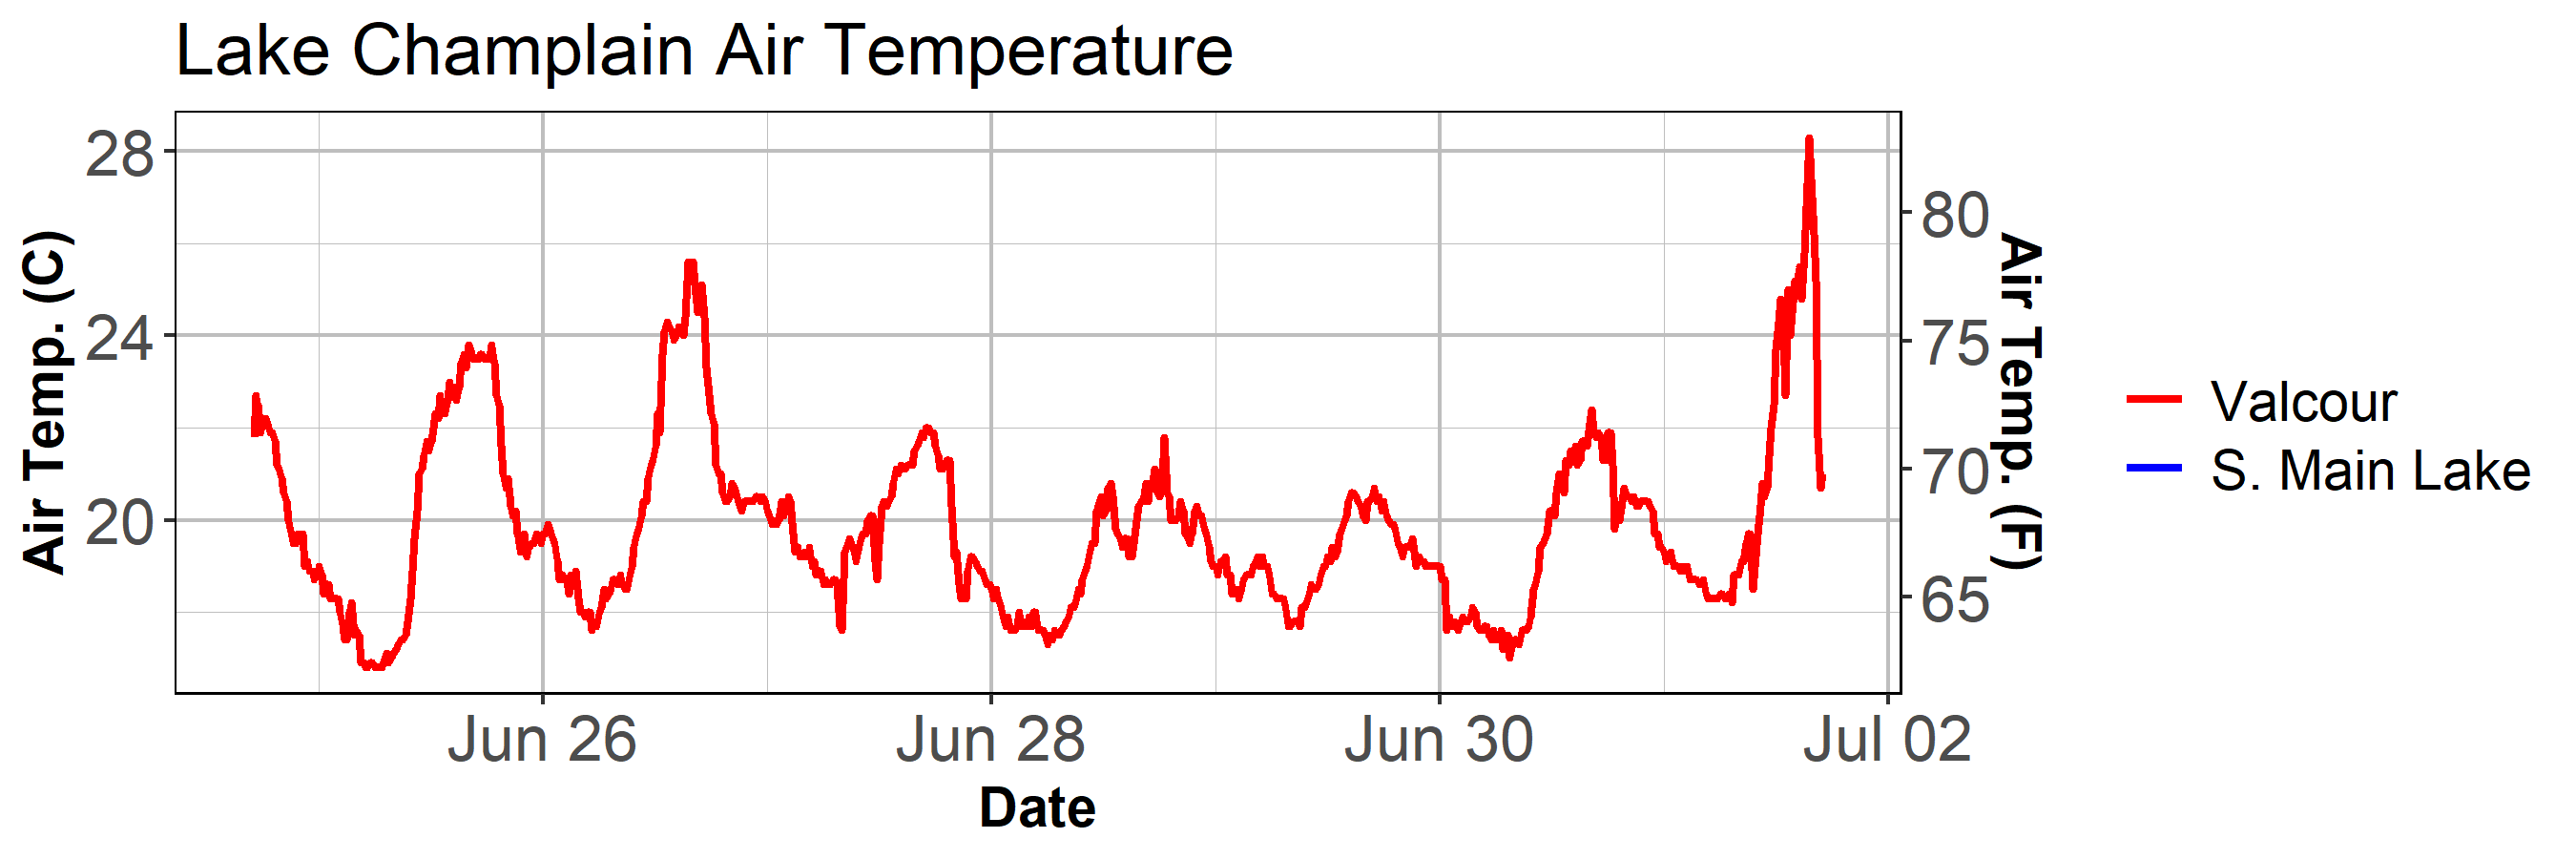 Lake Champlain Air Temperature
28
24
20
Air Temp. (C)
80
75
70
65
Air Temp. (F)
Jun 26
Jun 28
Jun 30
Jul 02
Date
Valcour
S. Main Lake